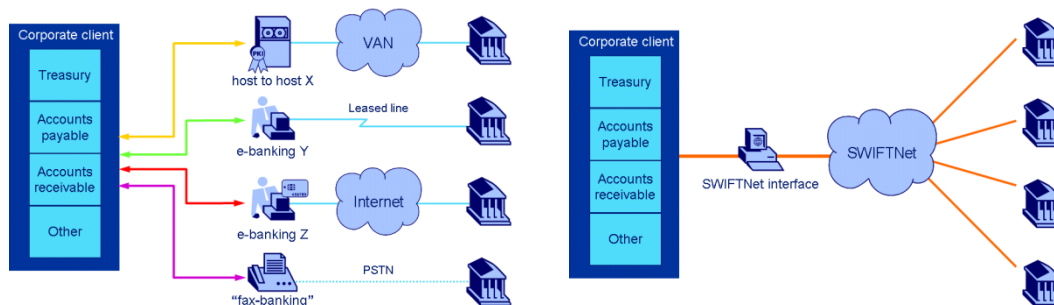 Corporate client
Treasury
Accounts
payable
Accounts
receivable
Other
PKI
host to host X
VAN
e-banking Y
Leased line
e-banking Z
Internet
"fax-banking"
PSTN
Corporate client
Treasury
Accounts
payable
Accounts
receivable
Other
SWIFTNet interface
SWIFTNet